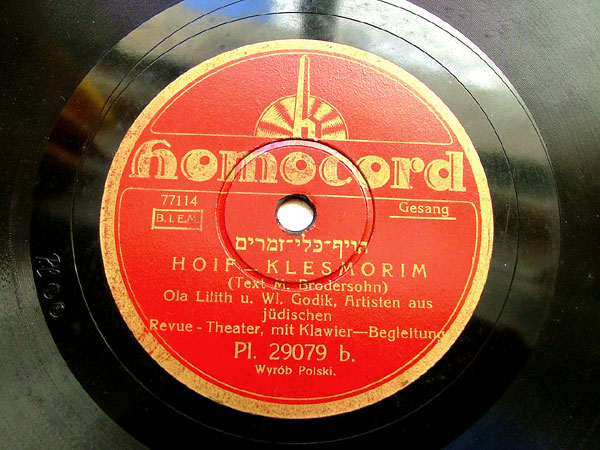 homocord
77114
B.I.E.M.
Gesang
הויף-כלי-זמרים
HOIF - KLESMORIM
(Text M. Brodersohn)
Ola Lilith u. Wl. Godik, Artisten aus
jüdischen
Revue - Theater, mit Klavier—Begleitung
Pl. 29079 b.
Wyrób Polski.